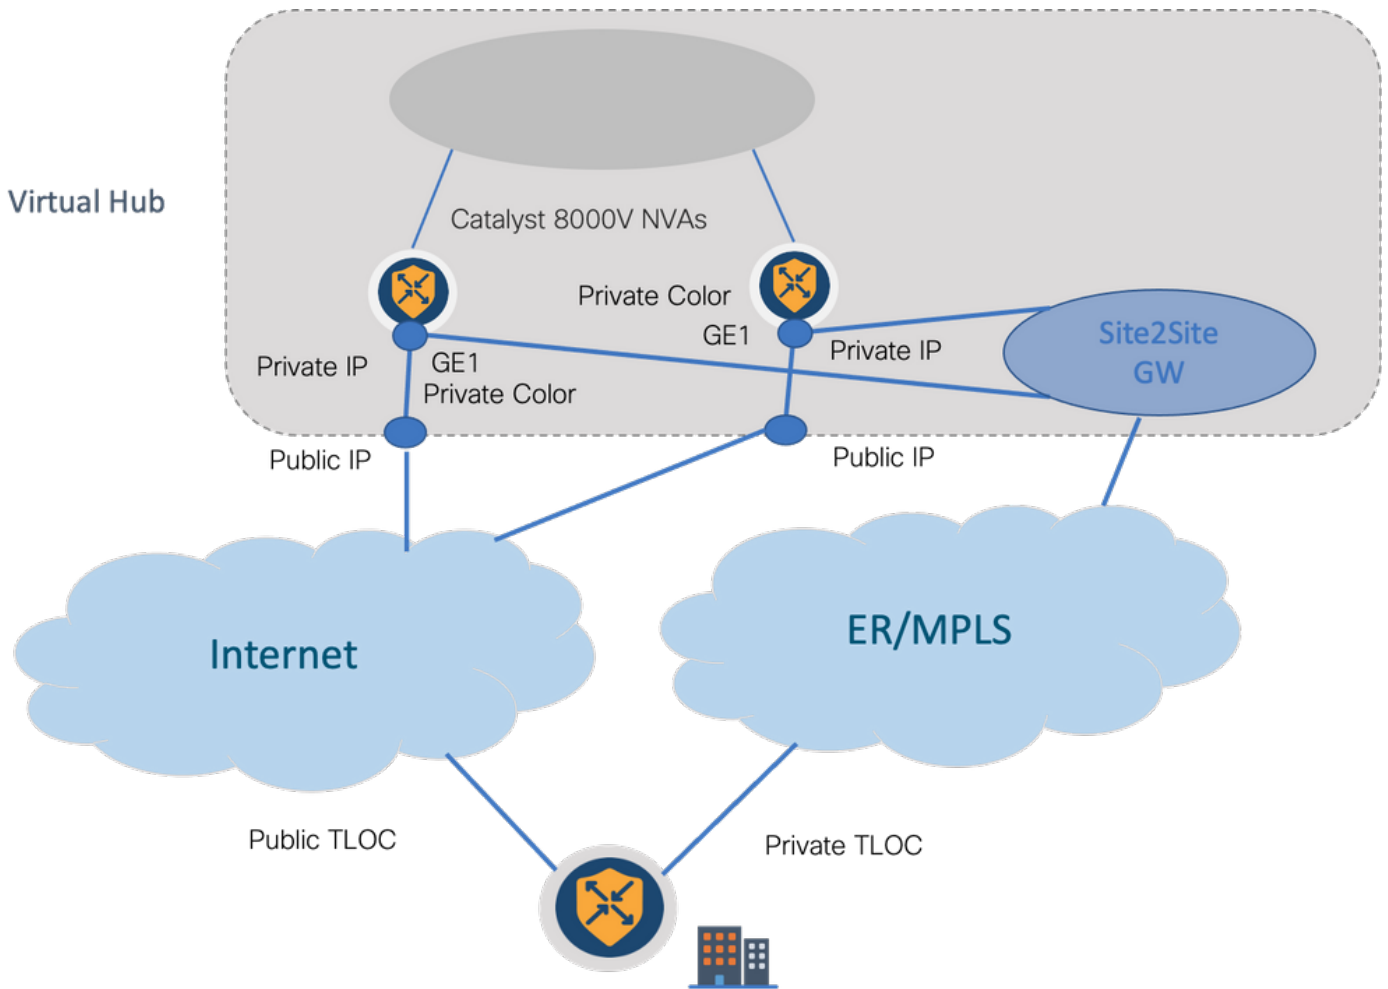 Virtual Hub
Catalyst 8000V NVAs
Private Color
GE1
Private IP
Site2Site
GW
Private IP
GE1
Private Color
Public IP
Public IP
Internet
ER/MPLS
Public TLOC
Private TLOC